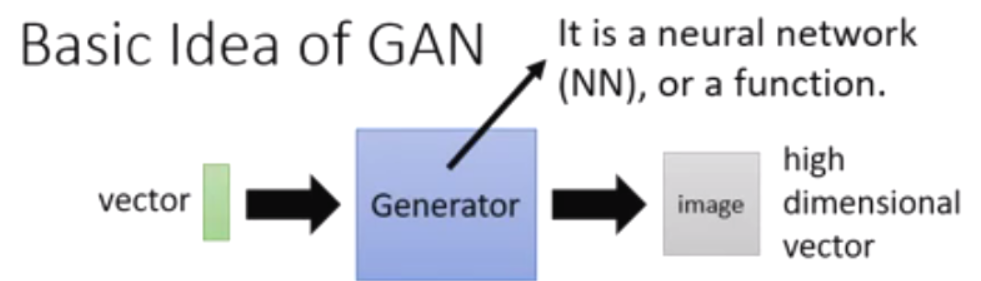 Basic Idea of GAN
It is a neural network
(NN), or a function.
vector
Generator
image
high
dimensional
vector